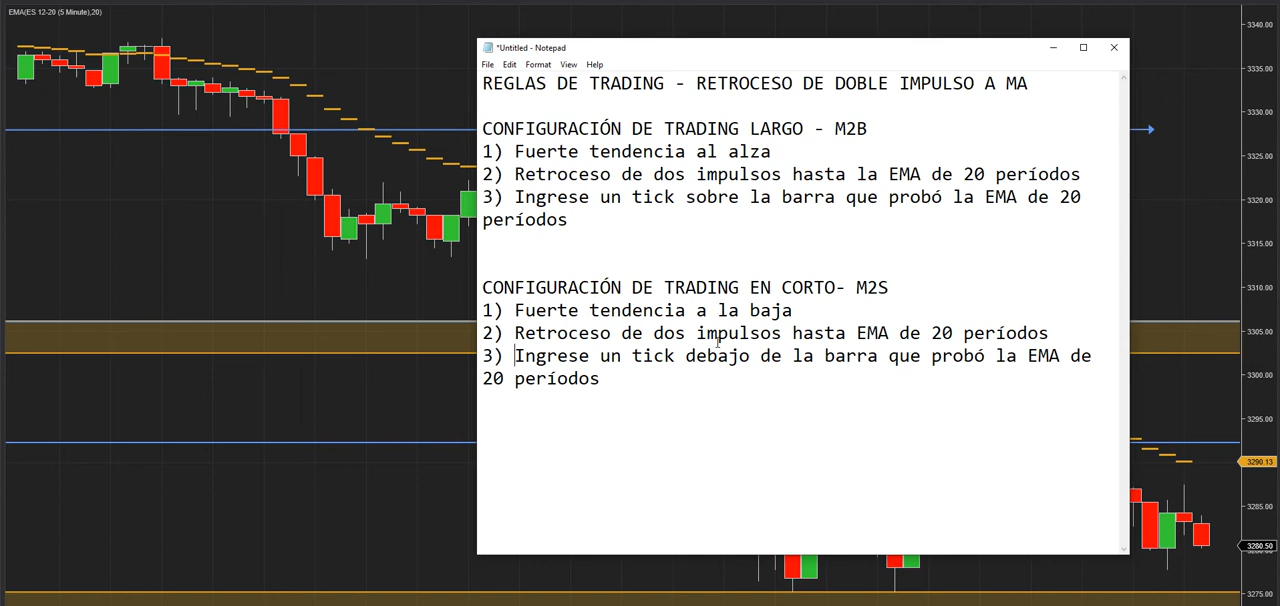 EMA(ES 12-20 (5 Minute),20)
*Untitled - Notepad
File Edit Format View Help
REGLAS DE TRADING - RETROCESO DE DOBLE IMPULSO A MA
CONFIGURACIÓN DE TRADING LARGO - M2B
1) Fuerte tendencia al alza
2) Retroceso de dos impulsos hasta la EMA de 20 períodos
3) Ingrese un tick sobre la barra que probó la EMA de 20
períodos
CONFIGURACIÓN DE TRADING EN CORTO- M2S
1) Fuerte tendencia a la baja
2) Retroceso de dos impulsos hasta EMA de 20 períodos
3) Ingrese un tick debajo de la barra que probó la EMA de
20 períodos
3340.00
3335.00
3330.00
3325.00
3320.00
3315.00
3310.00
3305.00
3300.00
3295.00
3290.13
3285.00
3280.50
3275.00